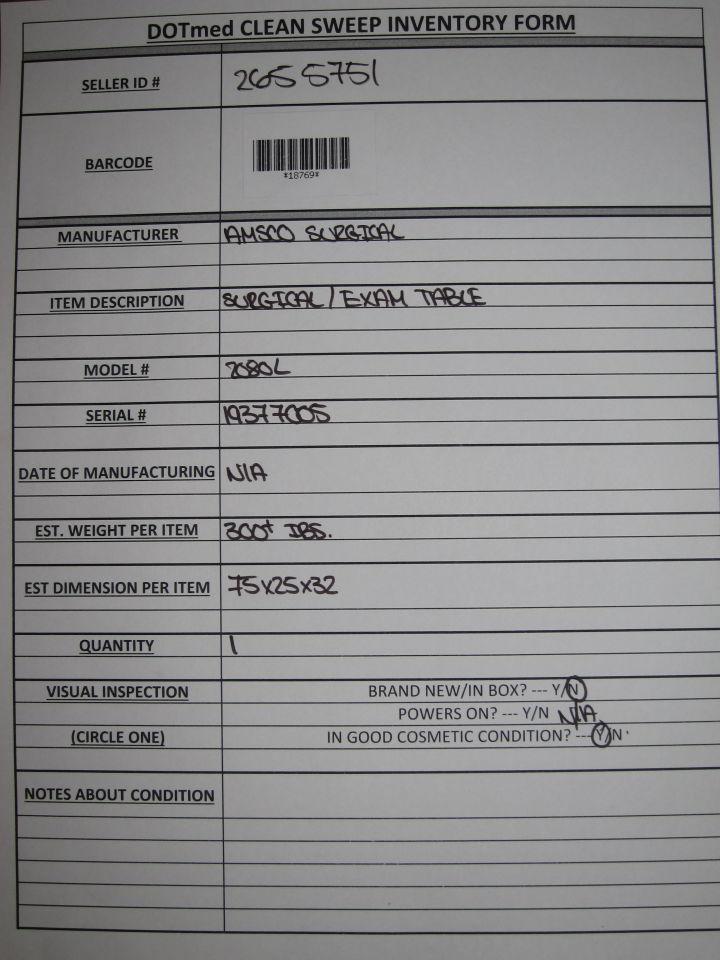 DOTmed CLEAN SWEEP INVENTORY FORM
SELLER ID # 2655751
BARCODE
*18769*
MANUFACTURER AMSCO SURGICAL
ITEM DESCRIPTION SURGICAL/EXAM TABLE
MODEL # 2080L
SERIAL # 19377005
DATE OF MANUFACTURING N/A
EST. WEIGHT PER ITEM 300+ IBS.
EST DIMENSION PER ITEM 75x25x32
QUANTITY 1
VISUAL INSPECTION BRAND NEW/IN BOX? --- Y/N
POWERS ON? --- Y/N N/A
(CIRCLE ONE) IN GOOD COSMETIC CONDITION? ---Y/N
NOTES ABOUT CONDITION